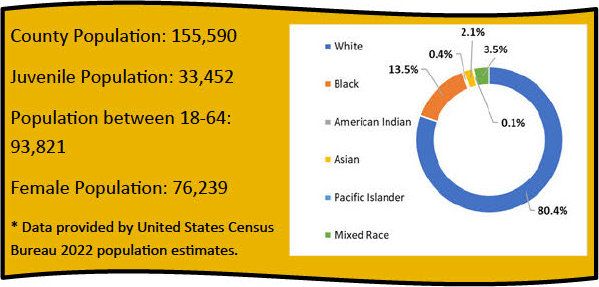 County Population: 155,590
Juvenile Population: 33,452
Population between 18-64:
93,821
Female Population: 76,239
* Data provided by United States Census
Bureau 2022 population estimates.
White
Black
American Indian
Asian
Pacific Islander
Mixed Race
2.1%
0.4%
3.5%
13.5%
0.1%
80.4%